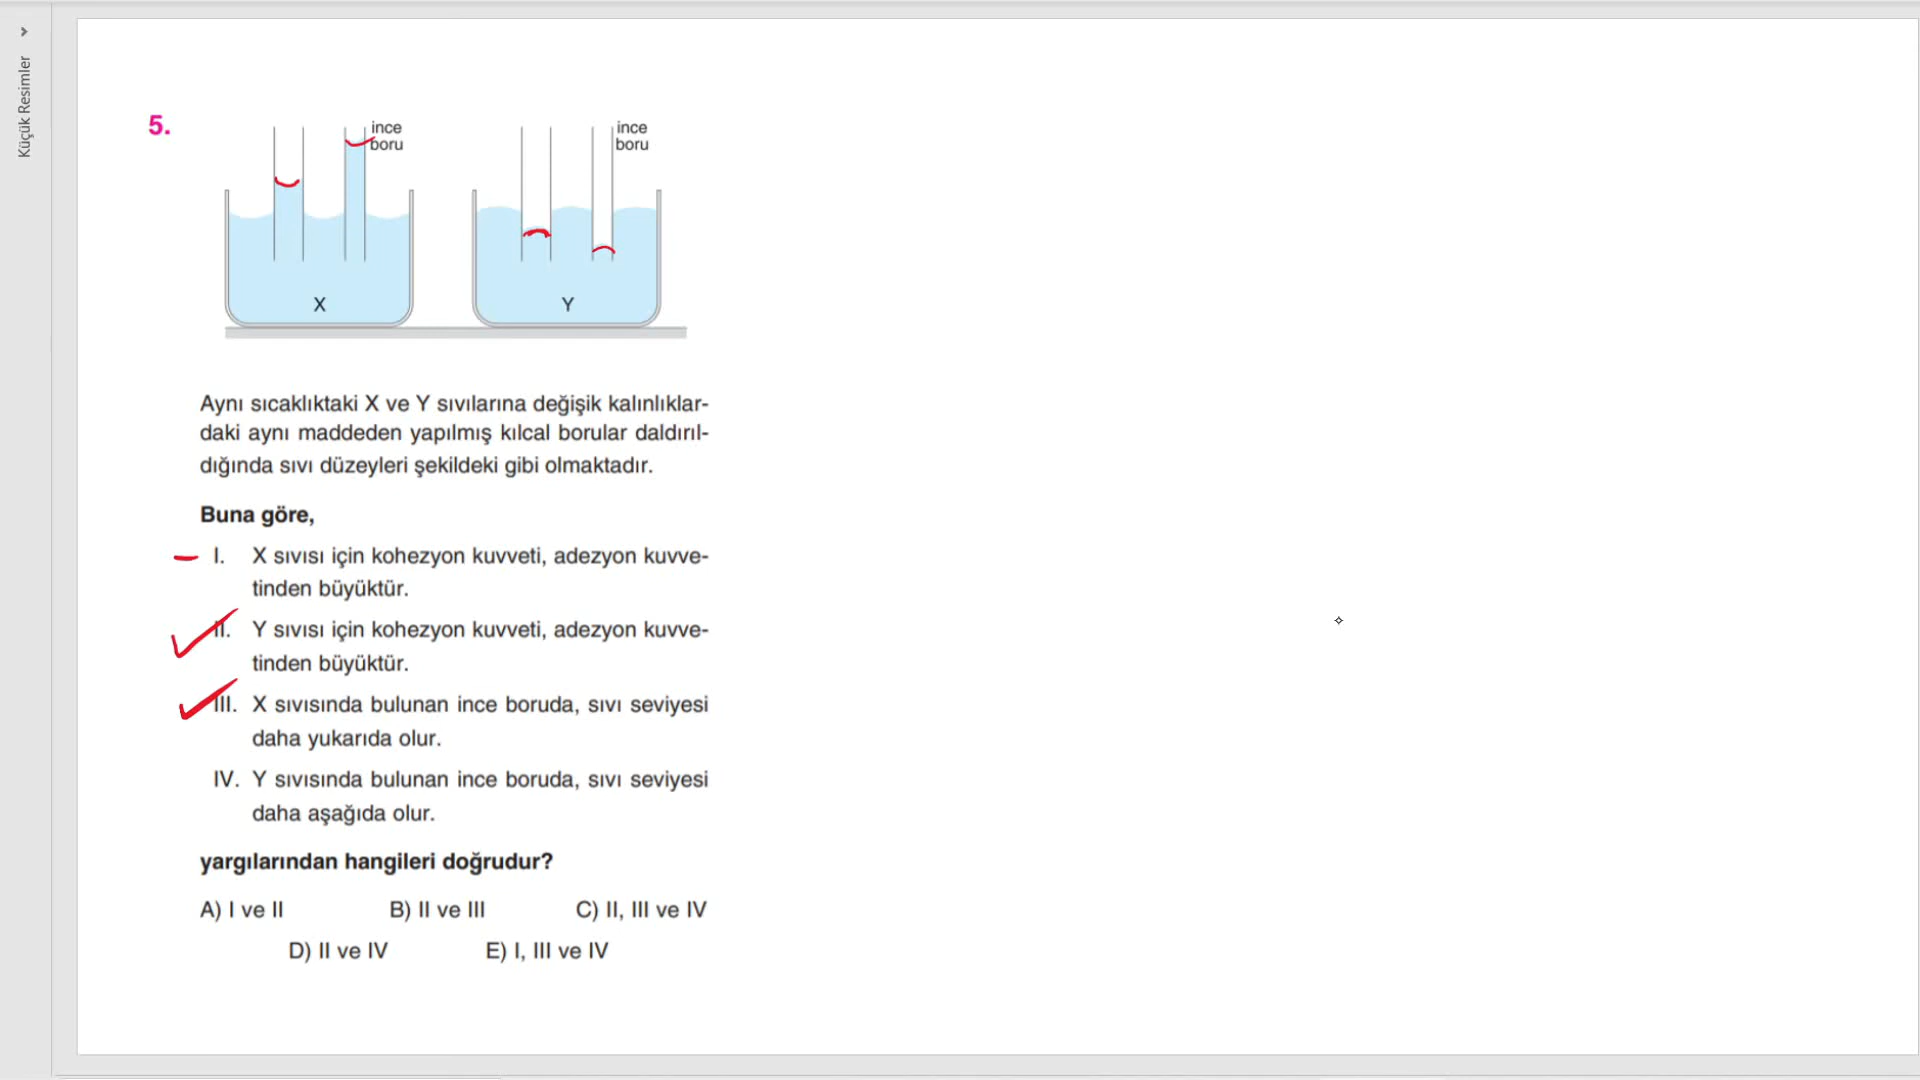 Küçük Resimler
5.
ince
boru
ince
boru
X
Y
Aynı sıcaklıktaki X ve Y sıvılarına değişik kalınlıklar-
daki aynı maddeden yapılmış kılcal borular daldırıl-
dığında sıvı düzeyleri şekildeki gibi olmaktadır.
Buna göre,
I. X sıvısı için kohezyon kuvveti, adezyon kuvve-
tinden büyüktür.
II. Y sıvısı için kohezyon kuvveti, adezyon kuvve-
tinden büyüktür.
III. X sıvısında bulunan ince boruda, sıvı seviyesi
daha yukarıda olur.
IV. Y sıvısında bulunan ince boruda, sıvı seviyesi
daha aşağıda olur.
yargılarından hangileri doğrudur?
A) I ve II B) II ve III C) II, III ve IV
D) II ve IV E) I, III ve IV